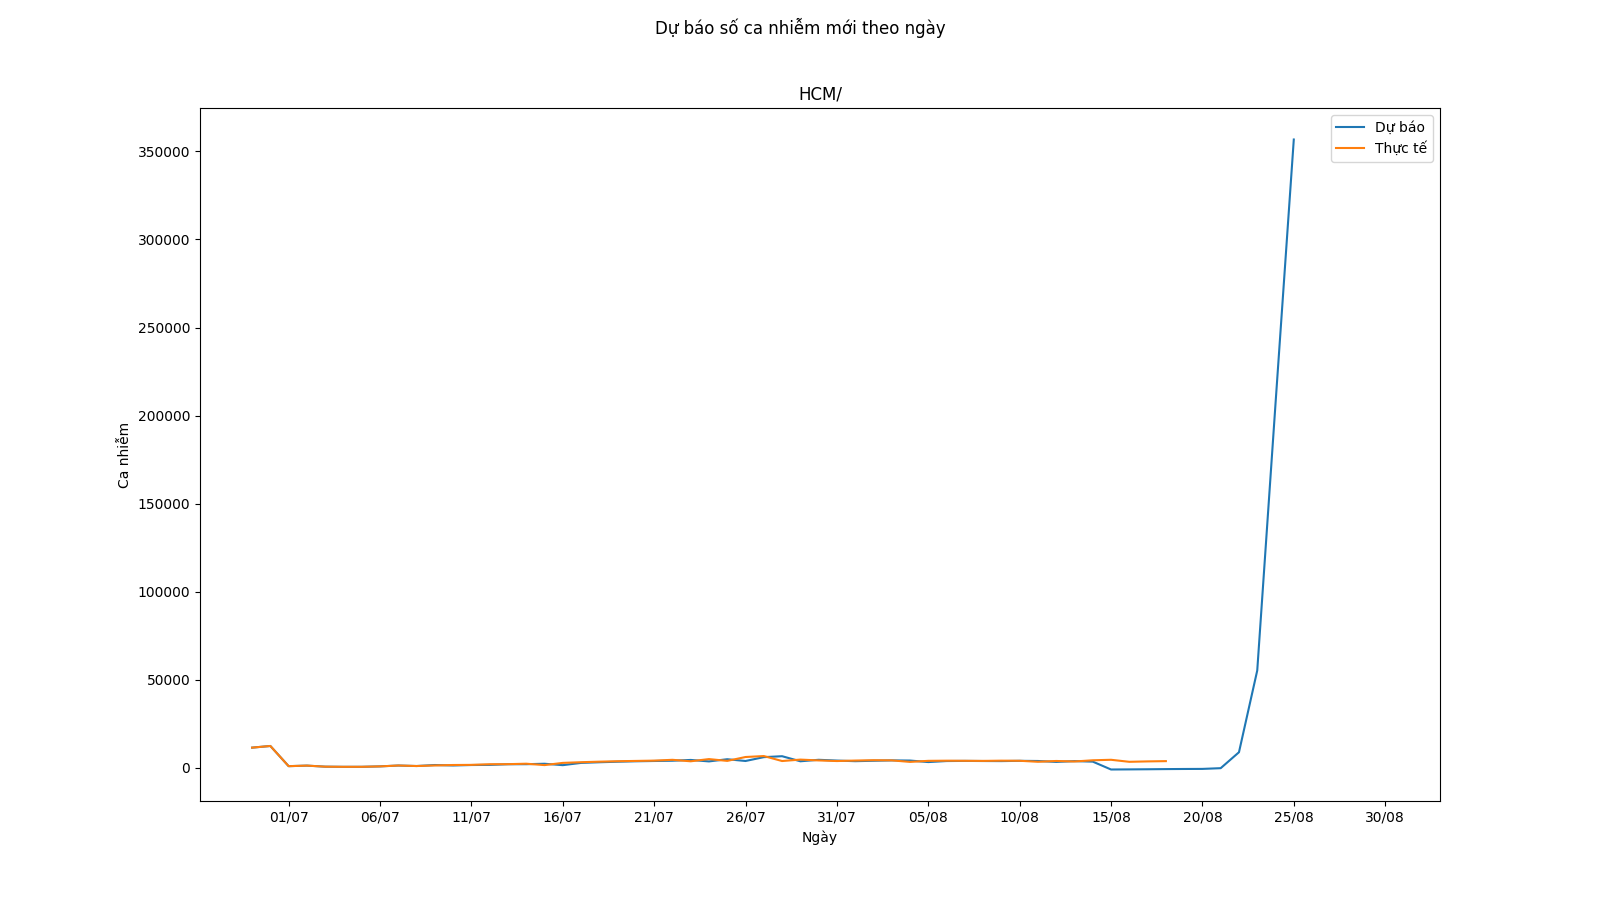 Dự báo số ca nhiễm mới theo ngày
HCM/
Dự báo
Thực tế
350000
300000
250000
200000
150000
100000
50000
0
Ca nhiễm
01/07 06/07 11/07 16/07 21/07 26/07 31/07 05/08 10/08 15/08 20/08 25/08 30/08
Ngày